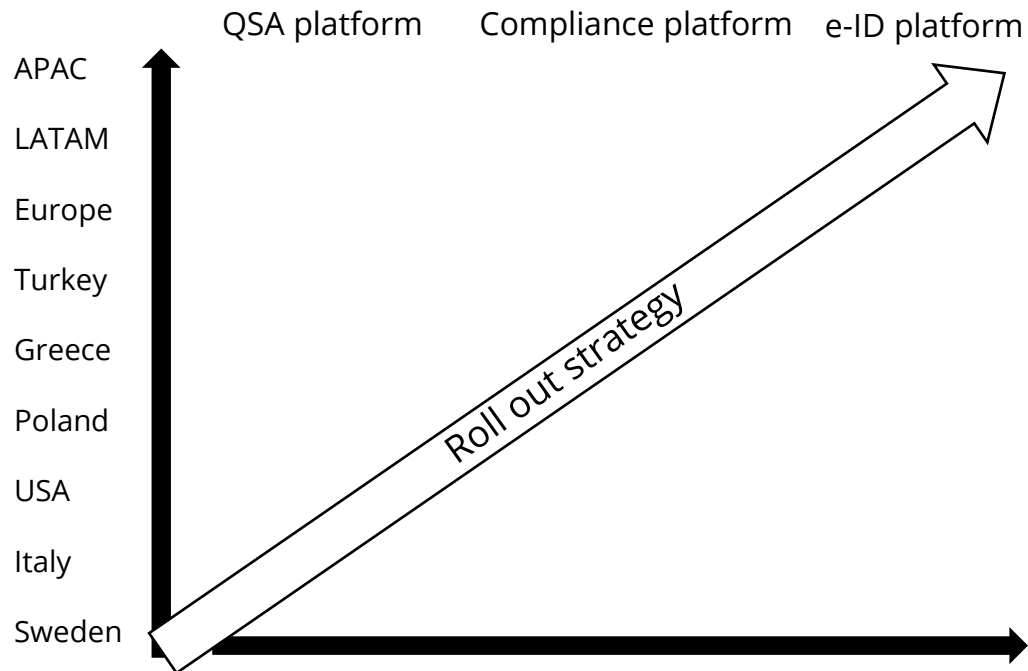 QSA platform
Compliance platform
e-ID platform
APAC
LATAM
Europe
Turkey
Greece
Poland
USA
Italy
Sweden
Roll out strategy